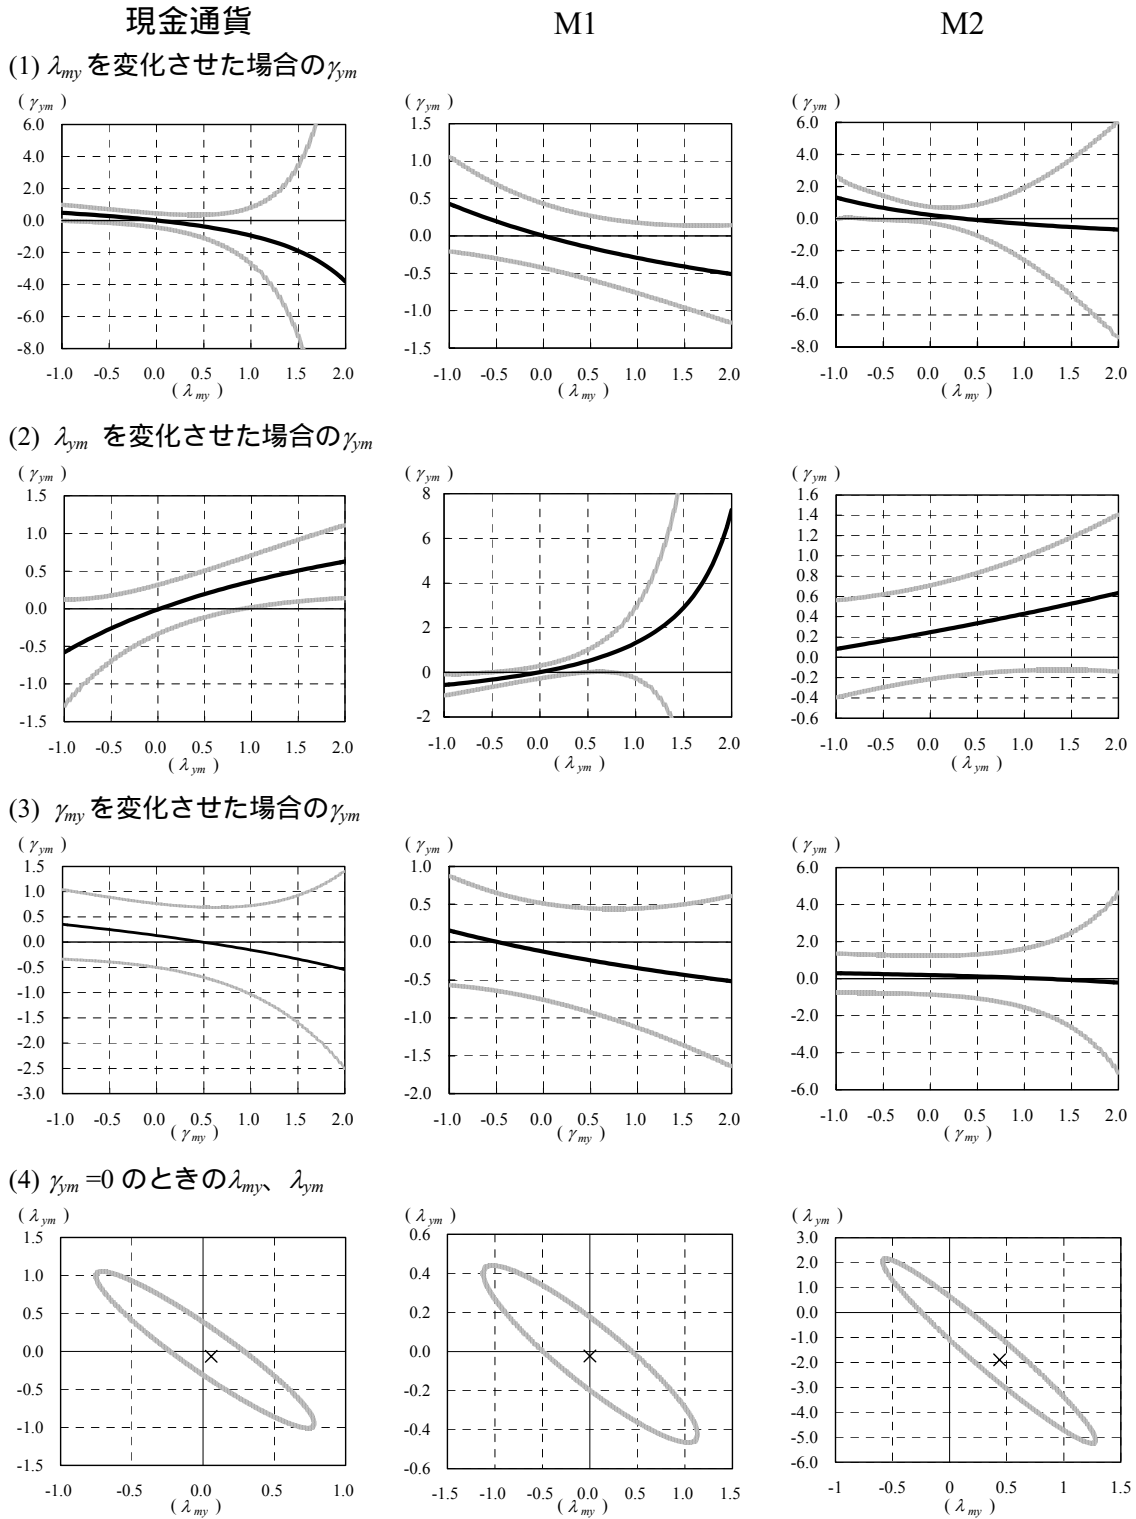 現金通貨 M1 M2
(1) λmy を変化させた場合のγym
( γym ) ( γym ) ( γym )
6.0 4.0 2.0 0.0 -2.0 -4.0 -6.0 -8.0
-1.0 -0.5 0.0 0.5 1.0 1.5 2.0
( λmy )
1.5 1.0 0.5 0.0 -0.5 -1.0 -1.5
-1.0 -0.5 0.0 0.5 1.0 1.5 2.0
( λmy )
6.0 4.0 2.0 0.0 -2.0 -4.0 -6.0 -8.0
-1.0 -0.5 0.0 0.5 1.0 1.5 2.0
( λmy )
(2) λym を変化させた場合のγym
( γym ) ( γym ) ( γym )
1.5 1.0 0.5 0.0 -0.5 -1.0 -1.5
-1.0 -0.5 0.0 0.5 1.0 1.5 2.0
( λym )
8 6 4 2 0 -2
-1.0 -0.5 0.0 0.5 1.0 1.5 2.0
( λym )
1.6 1.4 1.2 1.0 0.8 0.6 0.4 0.2 0.0 -0.2 -0.4 -0.6
-1.0 -0.5 0.0 0.5 1.0 1.5 2.0
( λym )
(3) γmy を変化させた場合のγym
( γym ) ( γym ) ( γym )
1.5 1.0 0.5 0.0 -0.5 -1.0 -1.5 -2.0 -2.5 -3.0
-1.0 -0.5 0.0 0.5 1.0 1.5 2.0
( γmy )
1.0 0.5 0.0 -0.5 -1.0 -1.5 -2.0
-1.0 -0.5 0.0 0.5 1.0 1.5 2.0
( γmy )
6.0 4.0 2.0 0.0 -2.0 -4.0 -6.0
-1.0 -0.5 0.0 0.5 1.0 1.5 2.0
( γmy )
(4) γym =0 のときのλmy、 λym
( λym ) ( λym ) ( λym )
1.5 1.0 0.5 0.0 -0.5 -1.0 -1.5
-1.0 -0.5 0.0 0.5 1.0
( λmy )
0.6 0.4 0.2 0.0 -0.2 -0.4 -0.6
-1.5 -1.0 -0.5 0.0 0.5 1.0 1.5
( λmy )
3.0 2.0 1.0 0.0 -1.0 -2.0 -3.0 -4.0 -5.0 -6.0
-1 -0.5 0 0.5 1 1.5
( λmy )